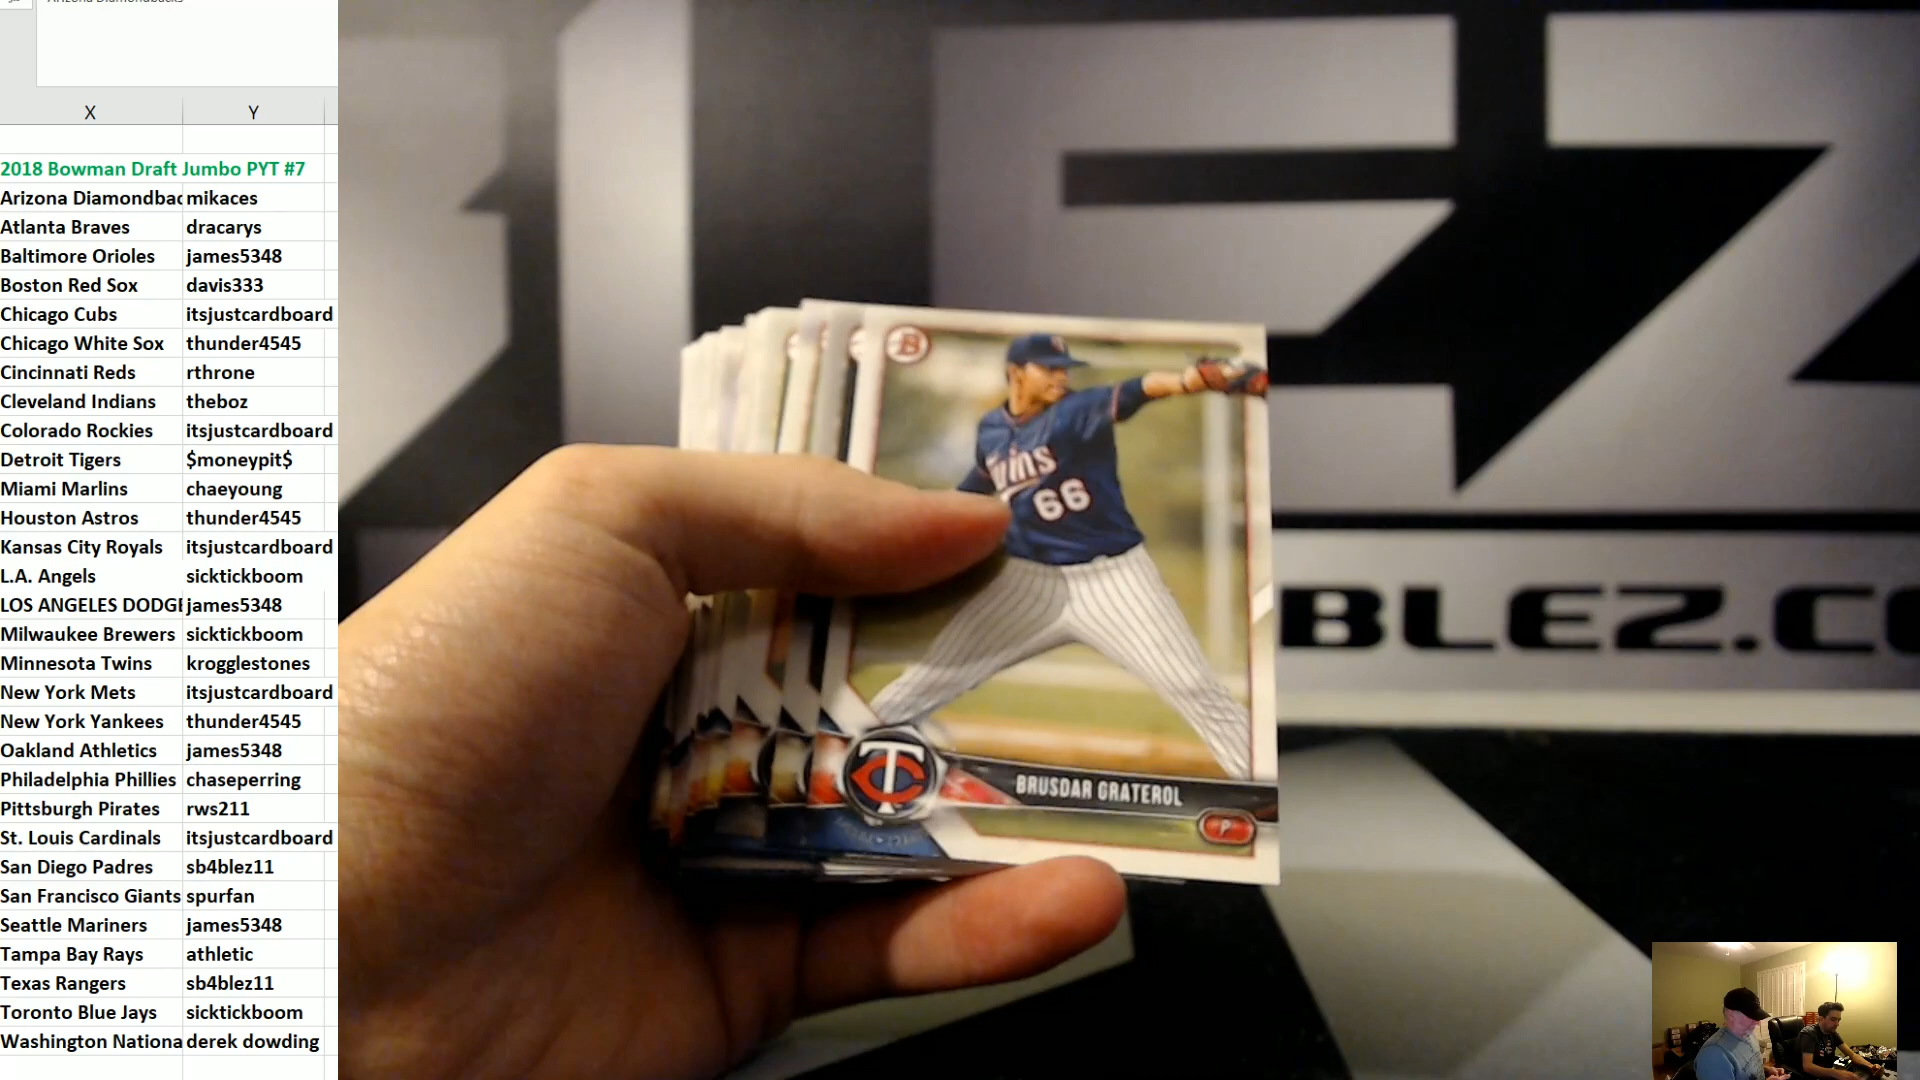 X Y
2018 Bowman Draft Jumbo PYT #7
Arizona Diamondbac mikaces
Atlanta Braves dracarys
Baltimore Orioles james5348
Boston Red Sox davis333
Chicago Cubs itsjustcardboard
Chicago White Sox thunder4545
Cincinnati Reds rthrone
Cleveland Indians theboz
Colorado Rockies itsjustcardboard
Detroit Tigers $moneypit$
Miami Marlins chaeyoung
Houston Astros thunder4545
Kansas City Royals itsjustcardboard
L.A. Angels sicktickboom
LOS ANGELES DODGE james5348
Milwaukee Brewers sicktickboom
Minnesota Twins krogglestones
New York Mets itsjustcardboard
New York Yankees thunder4545
Oakland Athletics james5348
Philadelphia Phillies chaseperring
Pittsburgh Pirates rws211
St. Louis Cardinals itsjustcardboard
San Diego Padres sb4blez11
San Francisco Giants spurfan
Seattle Mariners james5348
Tampa Bay Rays athletic
Texas Rangers sb4blez11
Toronto Blue Jays sicktickboom
Washington Nationa derek dowding
B
wins
66
TC
BRUSDAR GRATEROL
P
EZ
BLEZ.CO